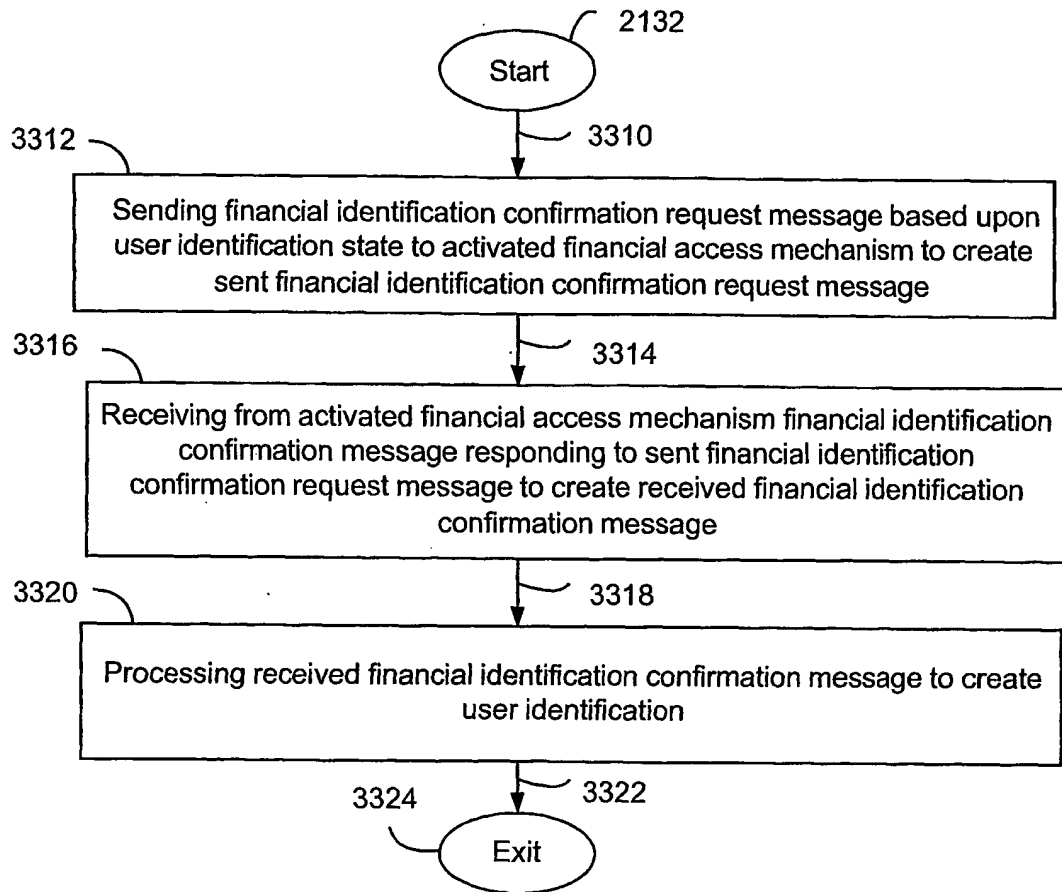 2132
Start
3310
3312
Sending financial identification confirmation request message based upon
user identification state to activated financial access mechanism to create
sent financial identification confirmation request message
3314
3316
Receiving from activated financial access mechanism financial identification
confirmation message responding to sent financial identification
confirmation request message to create received financial identification
confirmation message
3318
3320
Processing received financial identification confirmation message to create
user identification
3322
3324
Exit